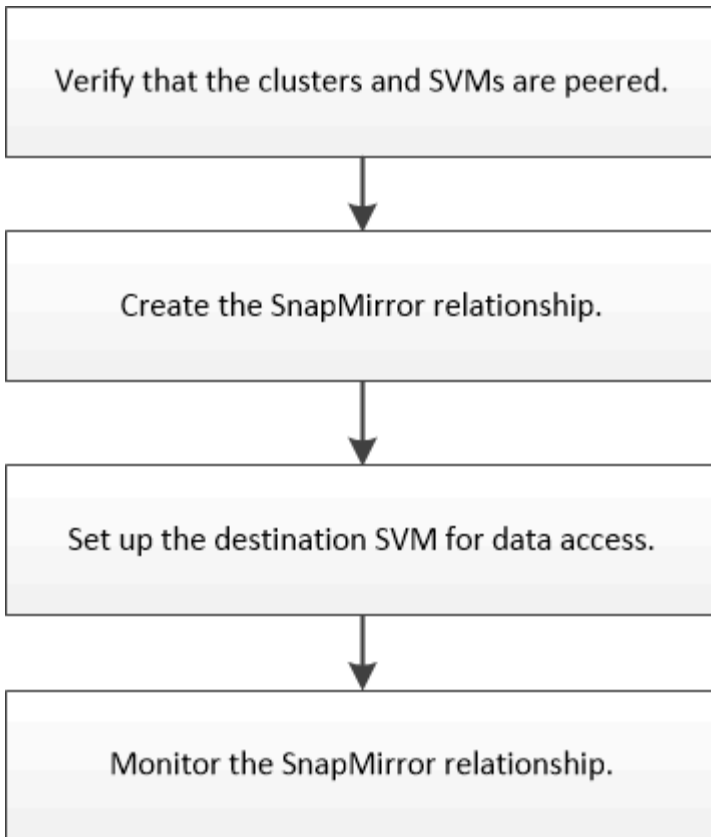 Verify that the clusters and SVMs are peered.
Create the SnapMirror relationship.
Set up the destination SVM for data access.
Monitor the SnapMirror relationship.